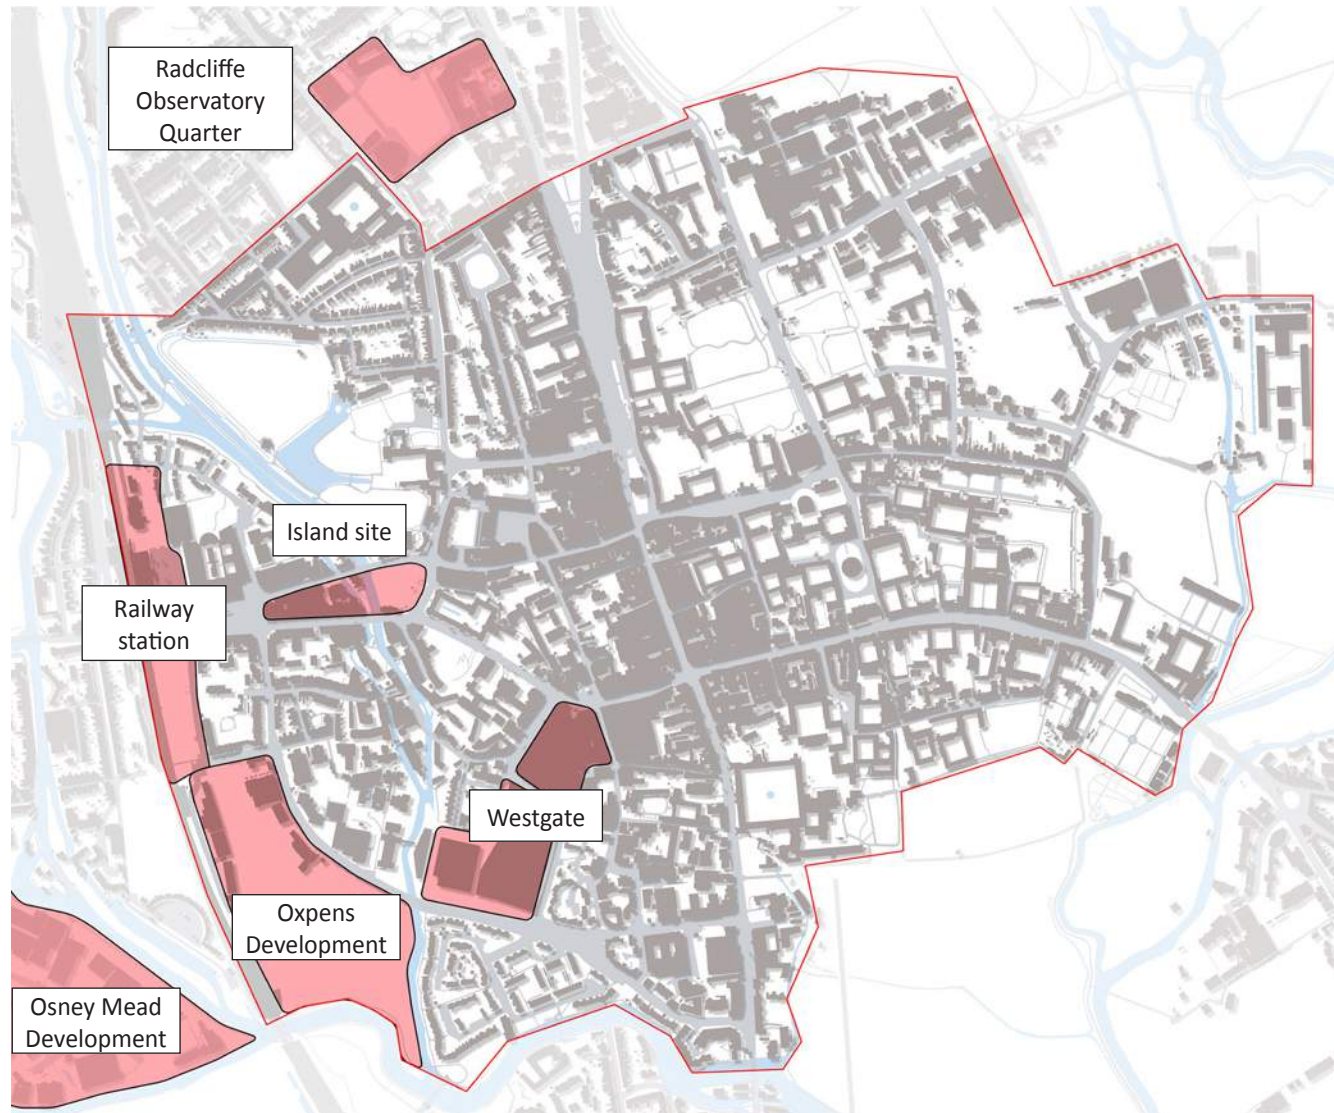 Radcliffe
Observatory
Quarter
Island site
Railway
station
Westgate
Oxpens
Development
Osney Mead
Development